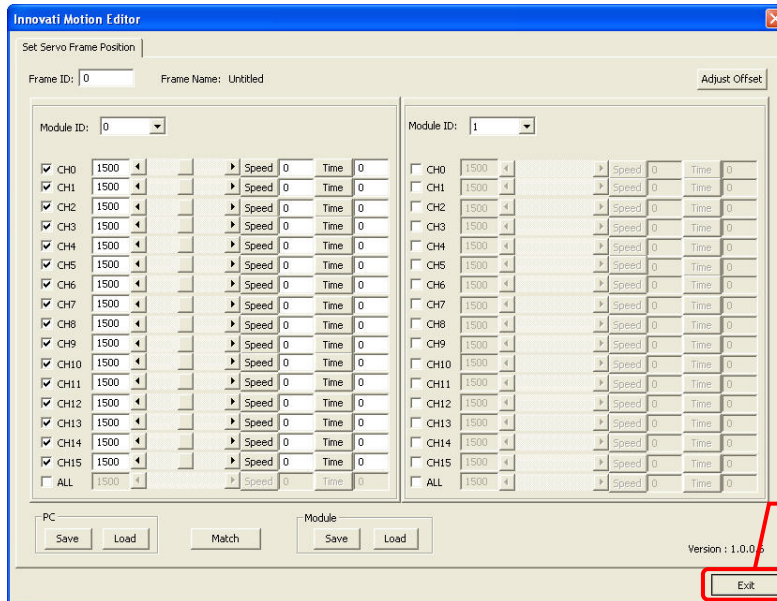 Innovati Motion Editor
Set Servo Frame Position
Frame ID: 0 Frame Name: Untitled Adjust Offset
Module ID: 0 Module ID: 1
CH0 1500 Speed 0 Time 0 CH0 1500 Speed 0 Time 0
CH1 1500 Speed 0 Time 0 CH1 1500 Speed 0 Time 0
CH2 1500 Speed 0 Time 0 CH2 1500 Speed 0 Time 0
CH3 1500 Speed 0 Time 0 CH3 1500 Speed 0 Time 0
CH4 1500 Speed 0 Time 0 CH4 1500 Speed 0 Time 0
CH5 1500 Speed 0 Time 0 CH5 1500 Speed 0 Time 0
CH6 1500 Speed 0 Time 0 CH6 1500 Speed 0 Time 0
CH7 1500 Speed 0 Time 0 CH7 1500 Speed 0 Time 0
CH8 1500 Speed 0 Time 0 CH8 1500 Speed 0 Time 0
CH9 1500 Speed 0 Time 0 CH9 1500 Speed 0 Time 0
CH10 1500 Speed 0 Time 0 CH10 1500 Speed 0 Time 0
CH11 1500 Speed 0 Time 0 CH11 1500 Speed 0 Time 0
CH12 1500 Speed 0 Time 0 CH12 1500 Speed 0 Time 0
CH13 1500 Speed 0 Time 0 CH13 1500 Speed 0 Time 0
CH14 1500 Speed 0 Time 0 CH14 1500 Speed 0 Time 0
CH15 1500 Speed 0 Time 0 CH15 1500 Speed 0 Time 0
ALL 1500 Speed 0 Time 0 ALL 1500 Speed 0 Time 0
PC Module
Save Load Match Save Load
Version : 1.0.0.6
Exit